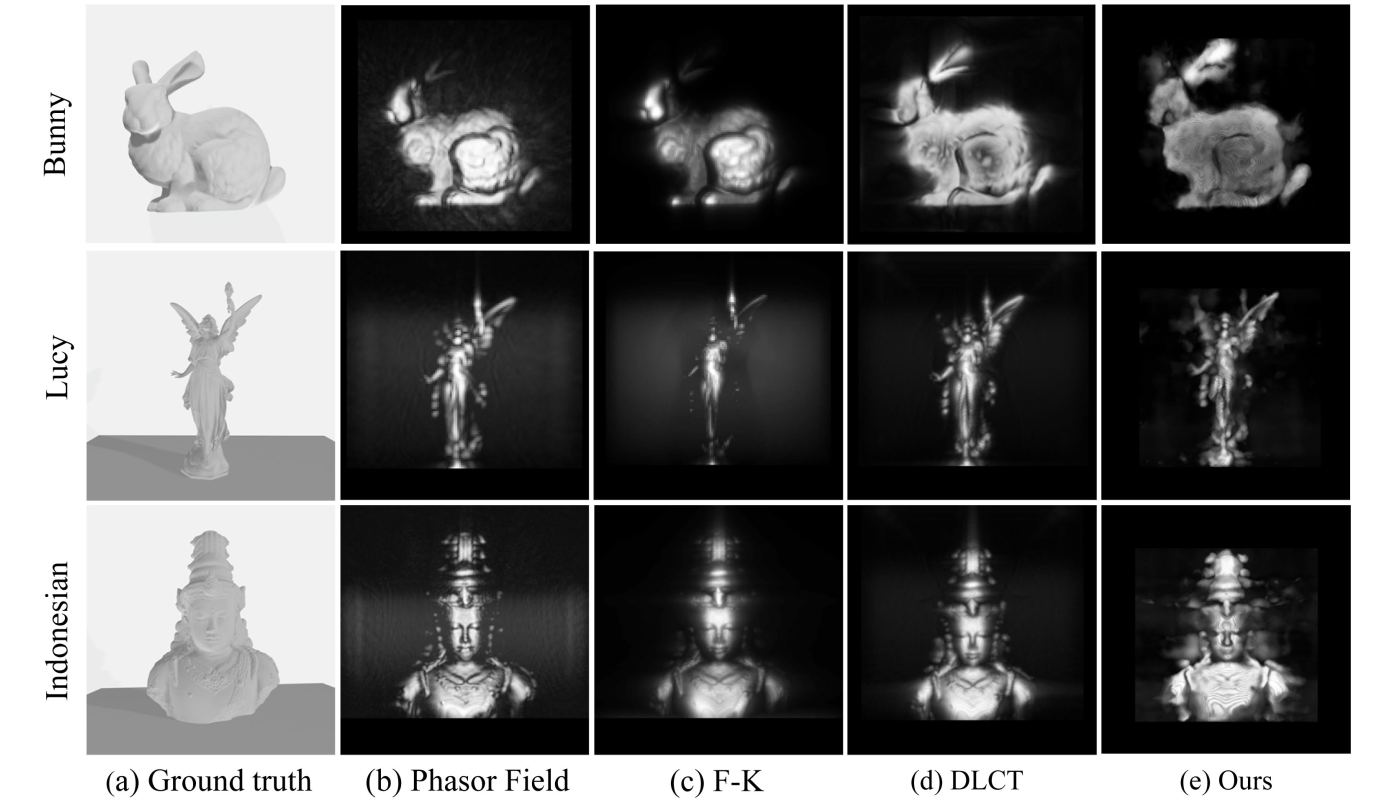 Bunny
Lucy
Indonesian
(a) Ground truth
(b) Phasor Field
(c) F-K
(d) DLCT
(e) Ours